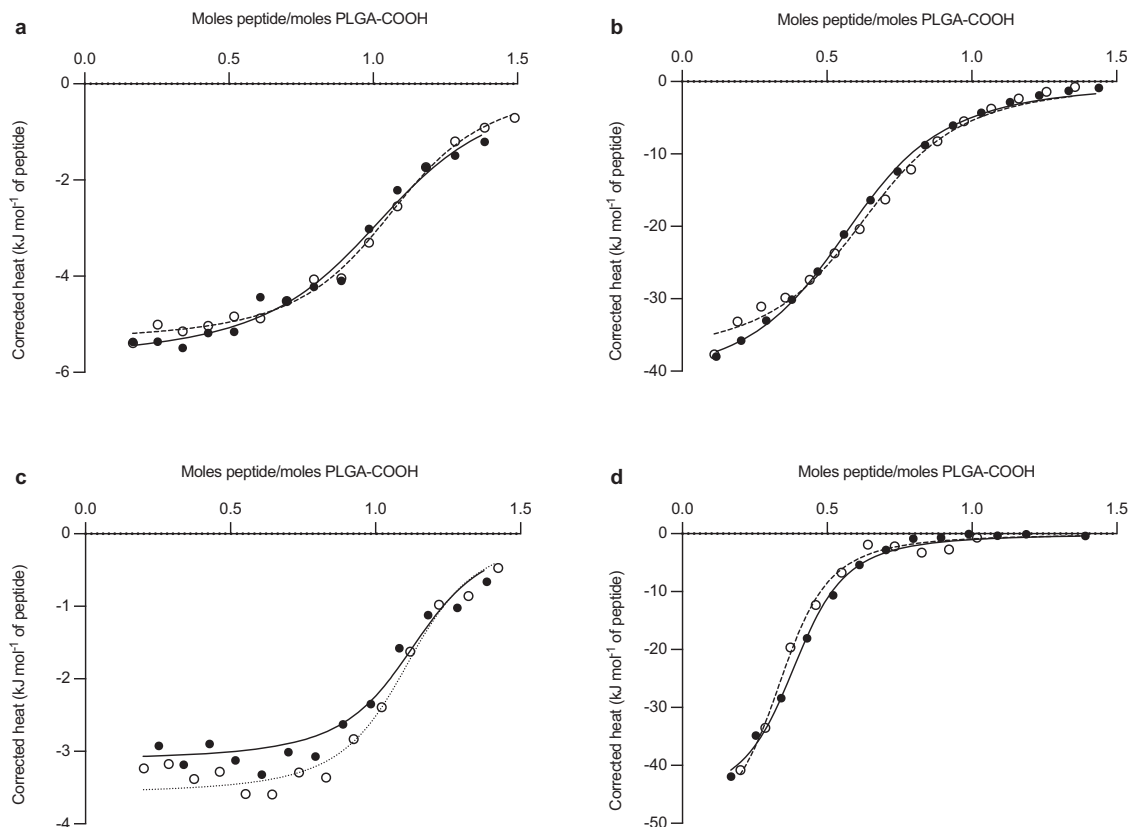 a
Moles peptide/moles PLGA-COOH
0.0 0.5 1.0 1.5
0
-2
-4
-6
Corrected heat (kJ mol⁻¹ of peptide)
b
Moles peptide/moles PLGA-COOH
0.0 0.5 1.0 1.5
0
-10
-20
-30
-40
Corrected heat (kJ mol⁻¹ of peptide)
c
Moles peptide/moles PLGA-COOH
0.0 0.5 1.0 1.5
0
-1
-2
-3
-4
Corrected heat (kJ mol⁻¹ of peptide)
d
Moles peptide/moles PLGA-COOH
0.0 0.5 1.0 1.5
0
-10
-20
-30
-40
-50
Corrected heat (kJ mol⁻¹ of peptide)